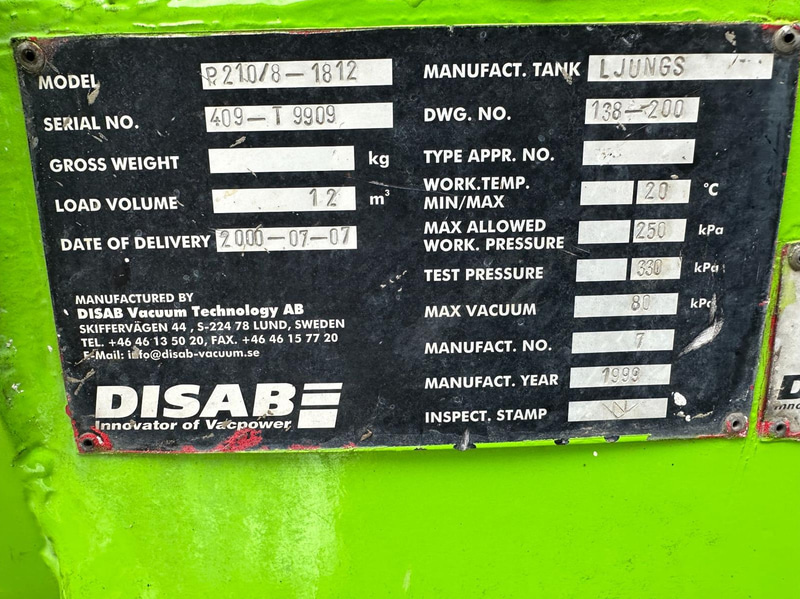 MODEL P210/8-1812
SERIAL NO. 409-T 9909
GROSS WEIGHT kg
LOAD VOLUME 12 m³
DATE OF DELIVERY 2000-07-07
MANUFACTURED BY
DISAB Vacuum Technology AB
SKIFFERVÄGEN 44, S-224 78 LUND, SWEDEN
TEL. +46 46 13 50 20, FAX. +46 46 15 77 20
E-Mail: info@disab-vacuum.se
DISAB
Innovator of Vacpower
MANUFACT. TANK LJUNGS
DWG. NO. 138-200
TYPE APPR. NO.
WORK.TEMP.
MIN/MAX 20 °C
MAX ALLOWED
WORK. PRESSURE 250 kPa
TEST PRESSURE 330 kPa
MAX VACUUM 80 kPa
MANUFACT. NO. 7
MANUFACT. YEAR 1999
INSPECT. STAMP